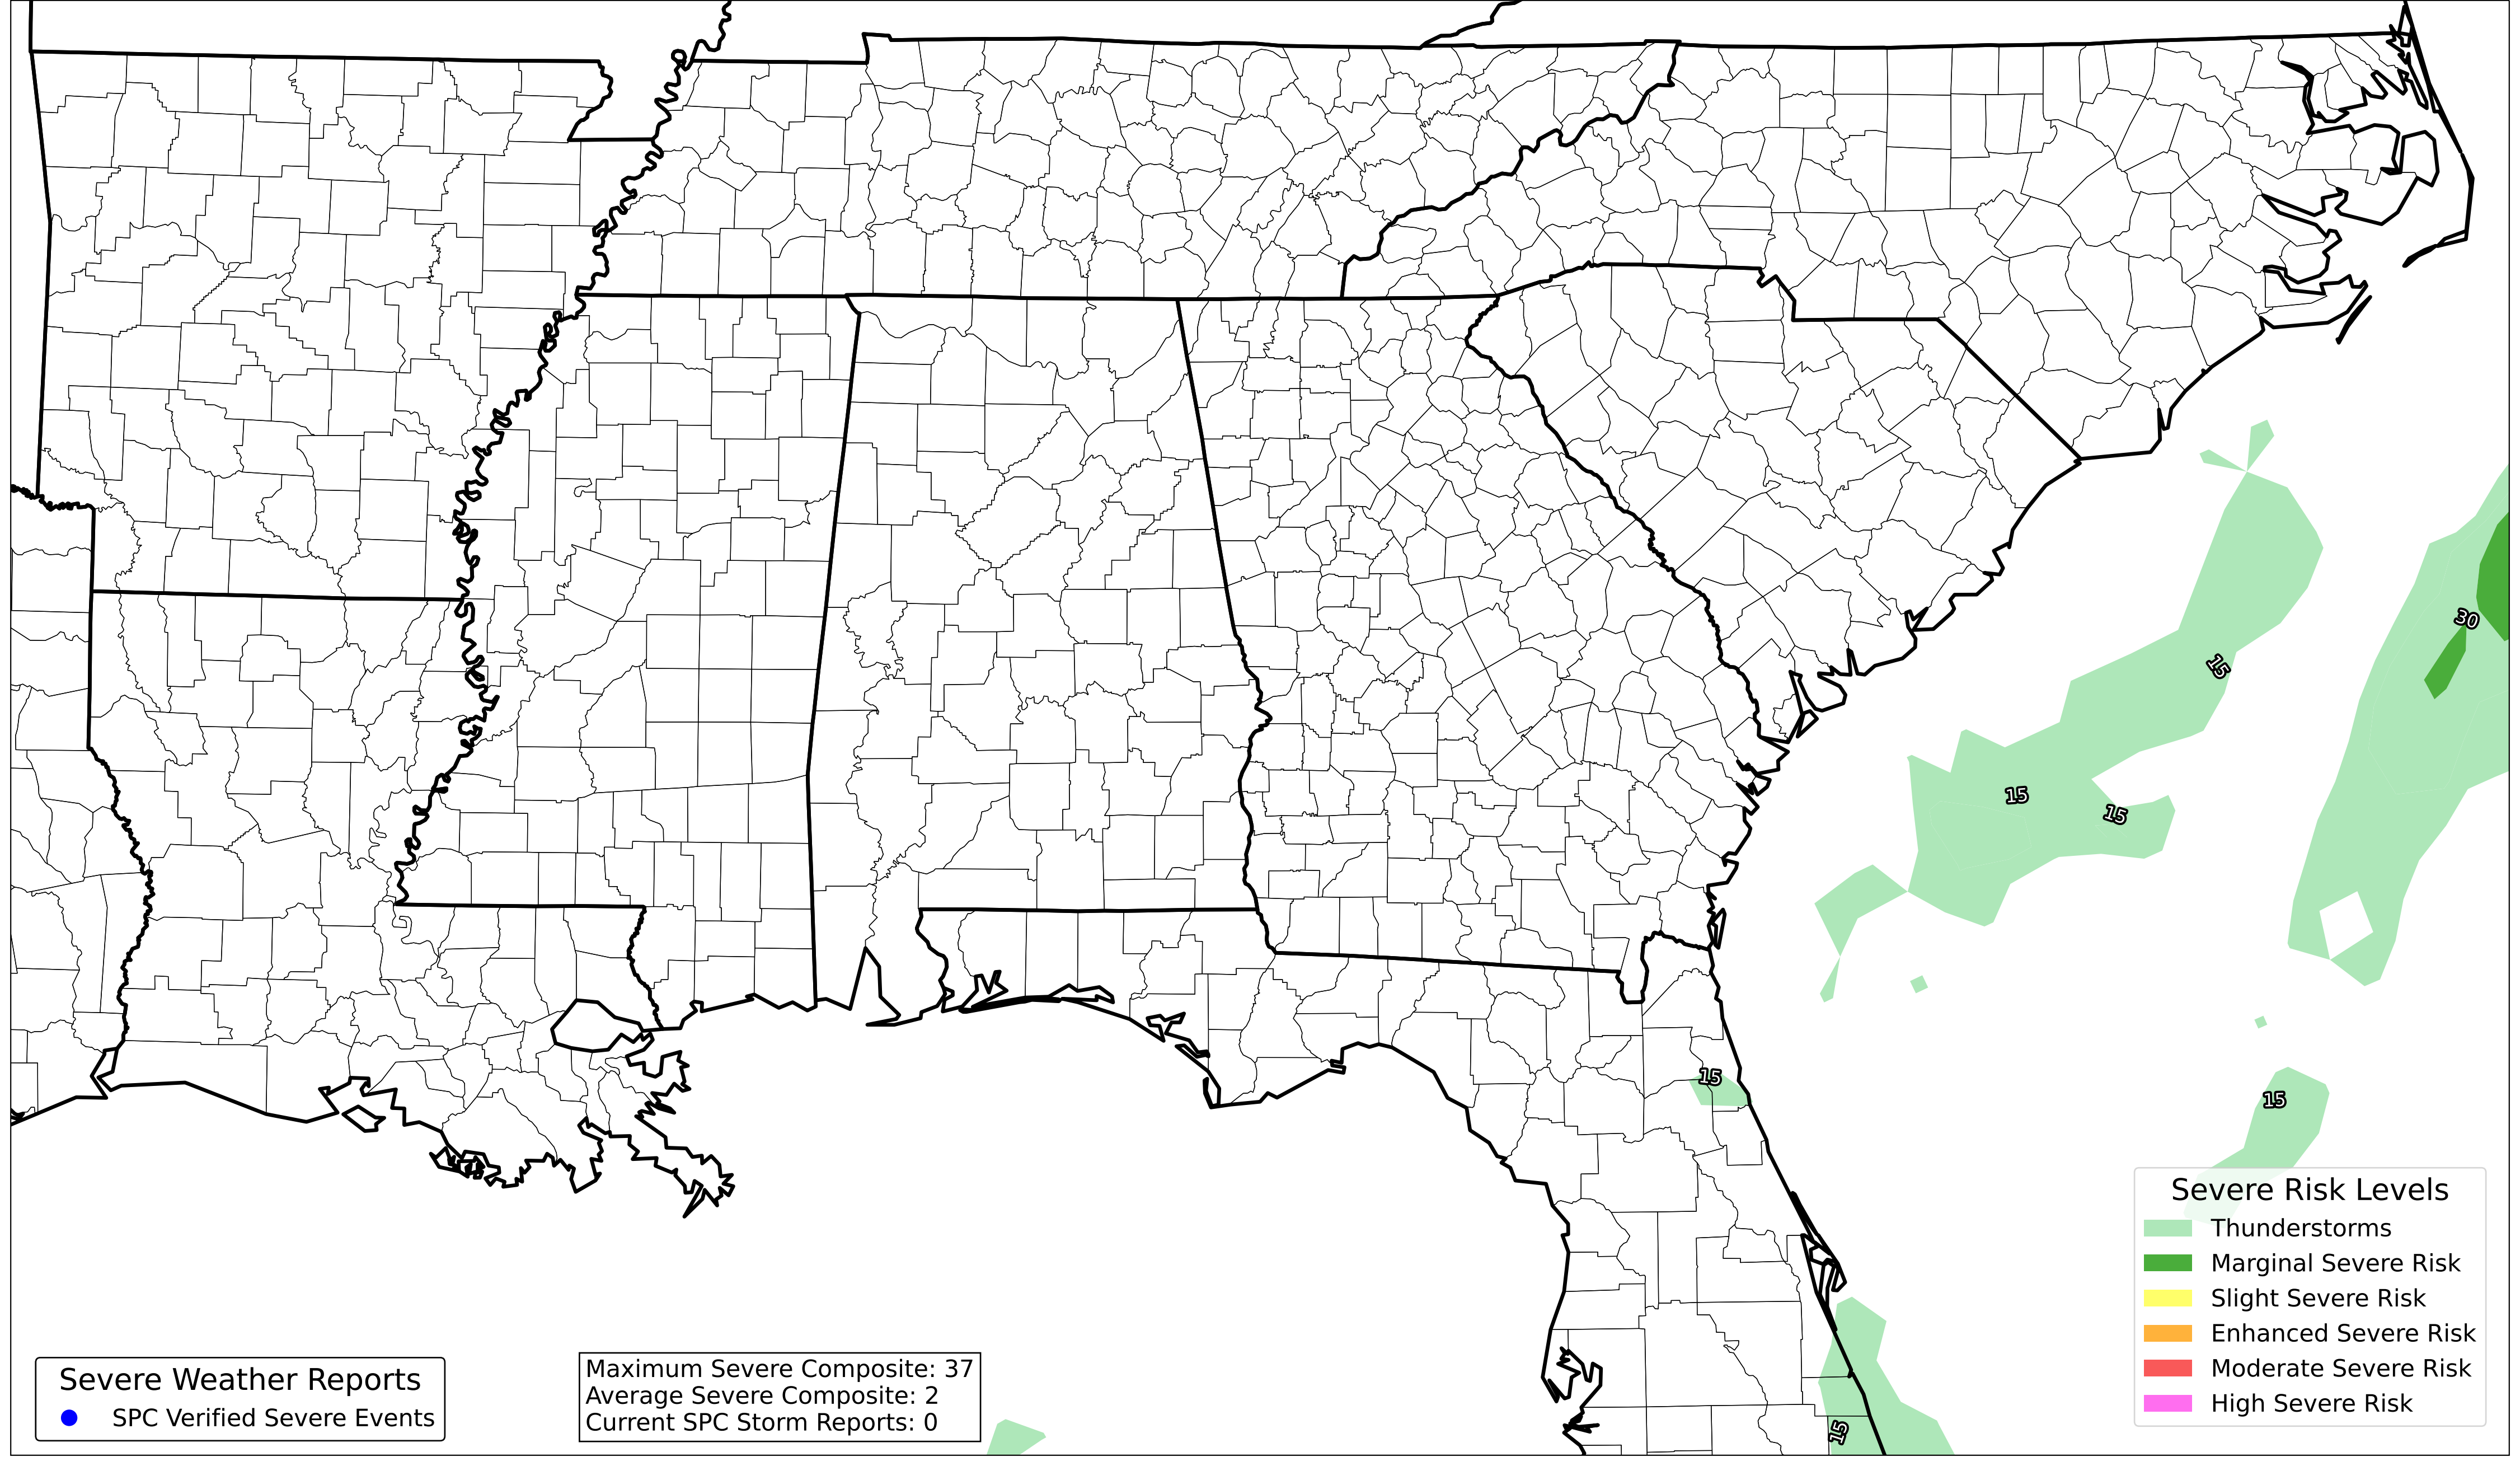 30
15
15
15
15
15
Severe Risk Levels
Thunderstorms
Marginal Severe Risk
Slight Severe Risk
Enhanced Severe Risk
Moderate Severe Risk
High Severe Risk
Severe Weather Reports
SPC Verified Severe Events
Maximum Severe Composite: 37
Average Severe Composite: 2
Current SPC Storm Reports: 0
15